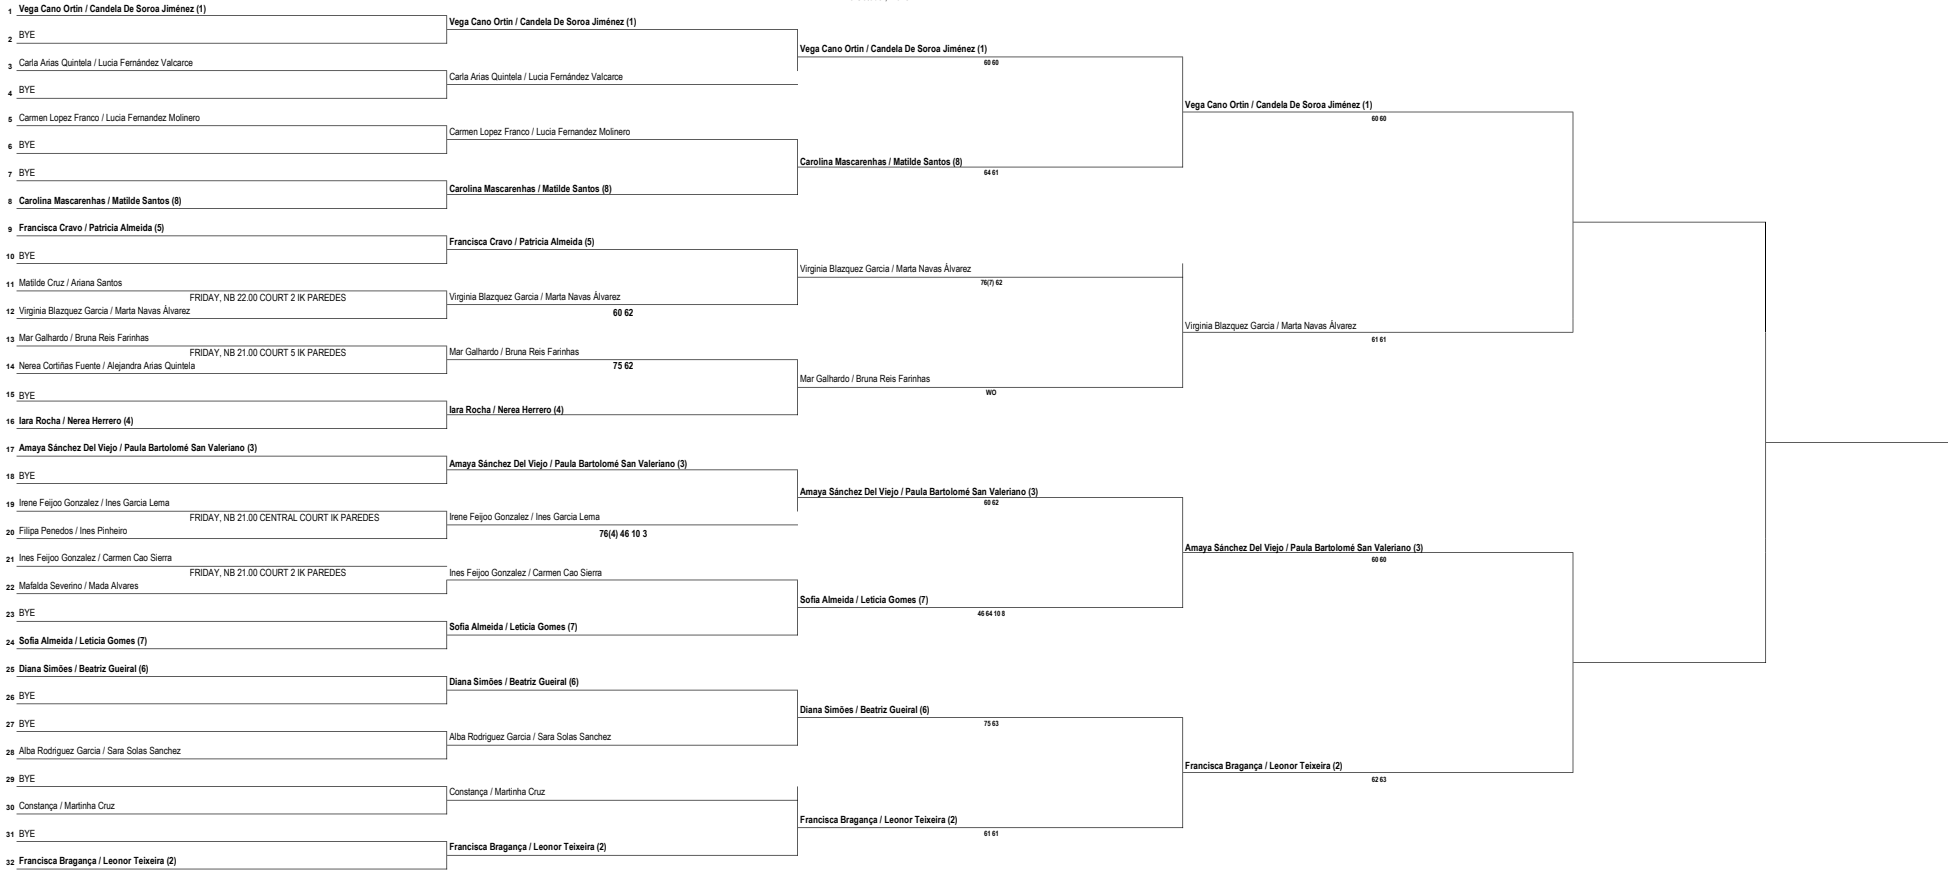 1 Vega Cano Ortin / Candela De Soroa Jiménez (1)
2 BYE
3 Carla Arias Quintela / Lucia Fernández Valcarce
4 BYE
5 Carmen Lopez Franco / Lucia Fernandez Molinero
6 BYE
7 BYE
8 Carolina Mascarenhas / Matilde Santos (8)
9 Francisca Cravo / Patricia Almeida (5)
10 BYE
11 Matilde Cruz / Ariana Santos
FRIDAY, NB 22.00 COURT 2 IK PAREDES
12 Virginia Blazquez Garcia / Marta Navas Álvarez
13 Mar Galhardo / Bruna Reis Farinhas
FRIDAY, NB 21.00 COURT 5 IK PAREDES
14 Nerea Cortiñas Fuente / Alejandra Arias Quintela
15 BYE
16 Iara Rocha / Nerea Herrero (4)
17 Amaya Sánchez Del Viejo / Paula Bartolomé San Valeriano (3)
18 BYE
19 Irene Feijoo Gonzalez / Ines Garcia Lema
FRIDAY, NB 21.00 CENTRAL COURT IK PAREDES
20 Filipa Penedos / Ines Pinheiro
21 Ines Feijoo Gonzalez / Carmen Cao Sierra
FRIDAY, NB 21.00 COURT 2 IK PAREDES
22 Mafalda Severino / Mada Alvares
23 BYE
24 Sofia Almeida / Leticia Gomes (7)
25 Diana Simões / Beatriz Gueiral (6)
26 BYE
27 BYE
28 Alba Rodriguez Garcia / Sara Solas Sanchez
29 BYE
30 Constança / Martinha Cruz
31 BYE
32 Francisca Bragança / Leonor Teixeira (2)
Vega Cano Ortin / Candela De Soroa Jiménez (1)
Carla Arias Quintela / Lucia Fernández Valcarce
Carmen Lopez Franco / Lucia Fernandez Molinero
Carolina Mascarenhas / Matilde Santos (8)
Francisca Cravo / Patricia Almeida (5)
Virginia Blazquez Garcia / Marta Navas Álvarez
60 62
Mar Galhardo / Bruna Reis Farinhas
75 62
Iara Rocha / Nerea Herrero (4)
Amaya Sánchez Del Viejo / Paula Bartolomé San Valeriano (3)
Irene Feijoo Gonzalez / Ines Garcia Lema
76(4) 46 10 3
Ines Feijoo Gonzalez / Carmen Cao Sierra
Sofia Almeida / Leticia Gomes (7)
Diana Simões / Beatriz Gueiral (6)
Alba Rodriguez Garcia / Sara Solas Sanchez
Constança / Martinha Cruz
Francisca Bragança / Leonor Teixeira (2)
Vega Cano Ortin / Candela De Soroa Jiménez (1)
60 60
Carolina Mascarenhas / Matilde Santos (8)
64 61
Virginia Blazquez Garcia / Marta Navas Álvarez
76(7) 62
Mar Galhardo / Bruna Reis Farinhas
WO
Amaya Sánchez Del Viejo / Paula Bartolomé San Valeriano (3)
60 62
Sofia Almeida / Leticia Gomes (7)
46 64 10 8
Diana Simões / Beatriz Gueiral (6)
75 63
Francisca Bragança / Leonor Teixeira (2)
61 61
Vega Cano Ortin / Candela De Soroa Jiménez (1)
60 60
Virginia Blazquez Garcia / Marta Navas Álvarez
61 61
Amaya Sánchez Del Viejo / Paula Bartolomé San Valeriano (3)
60 60
Francisca Bragança / Leonor Teixeira (2)
62 63